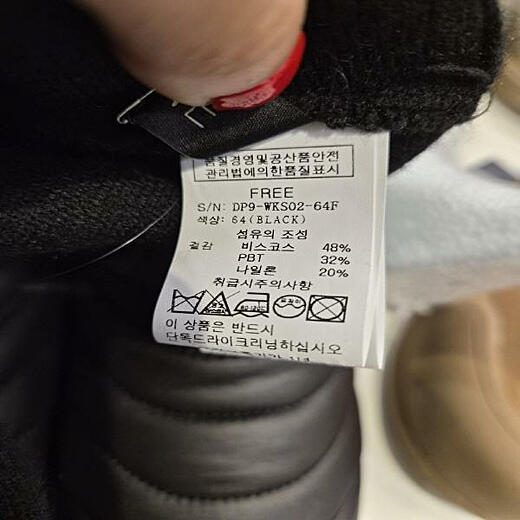 품질경영및공산품안전
관리법에의한품질표시
FREE
S/N: DP9-WKS02-64F
색상: 64(BLACK)
섬유의 조성
겉감 비스코스 48%
PBT 32%
나일론 20%
취급시주의사항
이 상품은 반드시
단독드라이크리닝하십시오